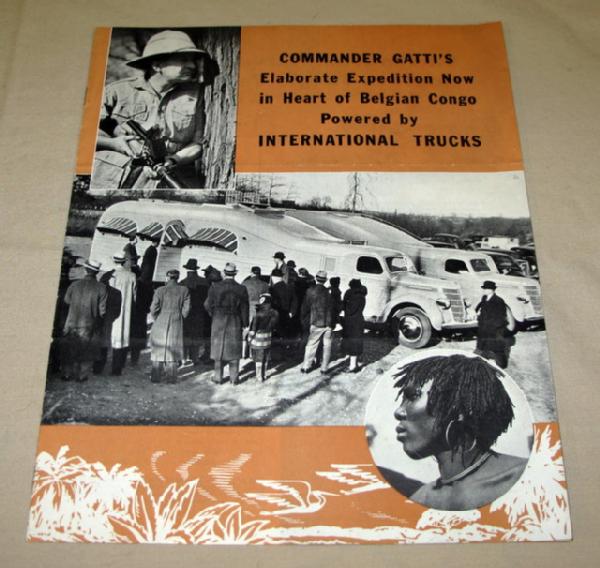 COMMANDER GATTI'S
Elaborate Expedition Now
in Heart of Belgian Congo
Powered by
INTERNATIONAL TRUCKS